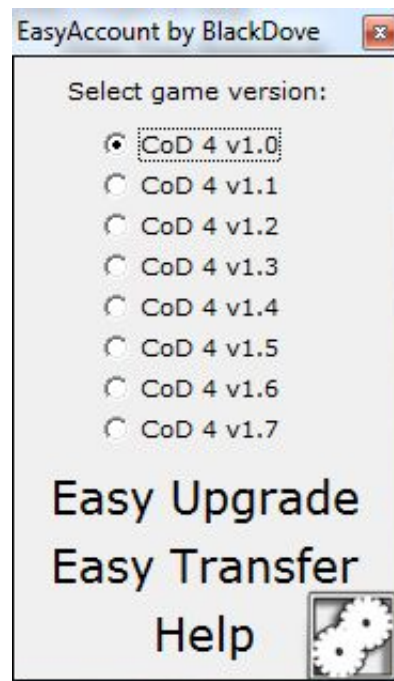 EasyAccount by BlackDove
Select game version:
CoD 4 v1.0
CoD 4 v1.1
CoD 4 v1.2
CoD 4 v1.3
CoD 4 v1.4
CoD 4 v1.5
CoD 4 v1.6
CoD 4 v1.7
Easy Upgrade
Easy Transfer
Help